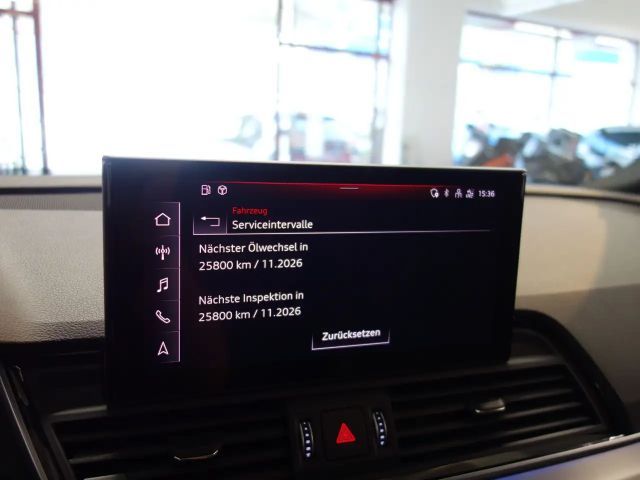 15:36
Fahrzeug
Serviceintervalle
Nächster Ölwechsel in
25800 km / 11.2026
Nächste Inspektion in
25800 km / 11.2026
Zurücksetzen